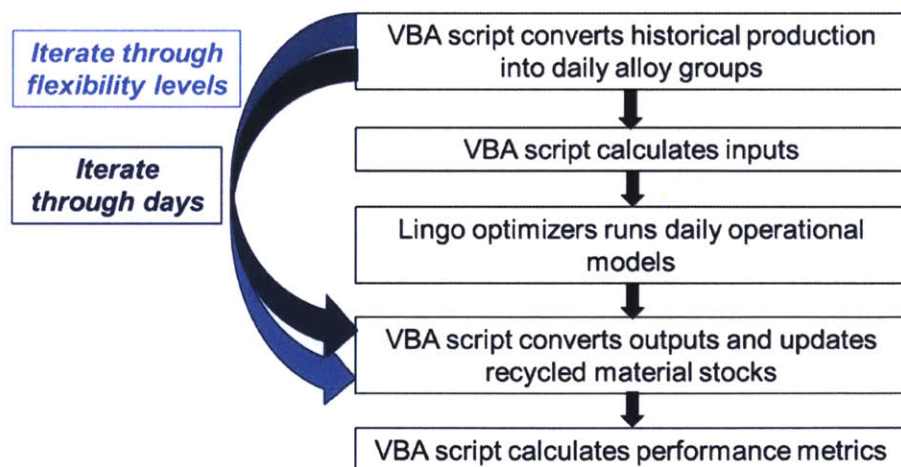 Iterate through
flexibility levels
Iterate
through days
VBA script converts historical production
into daily alloy groups
VBA script calculates inputs
Lingo optimizers runs daily operational
models
VBA script converts outputs and updates
recycled material stocks
VBA script calculates performance metrics